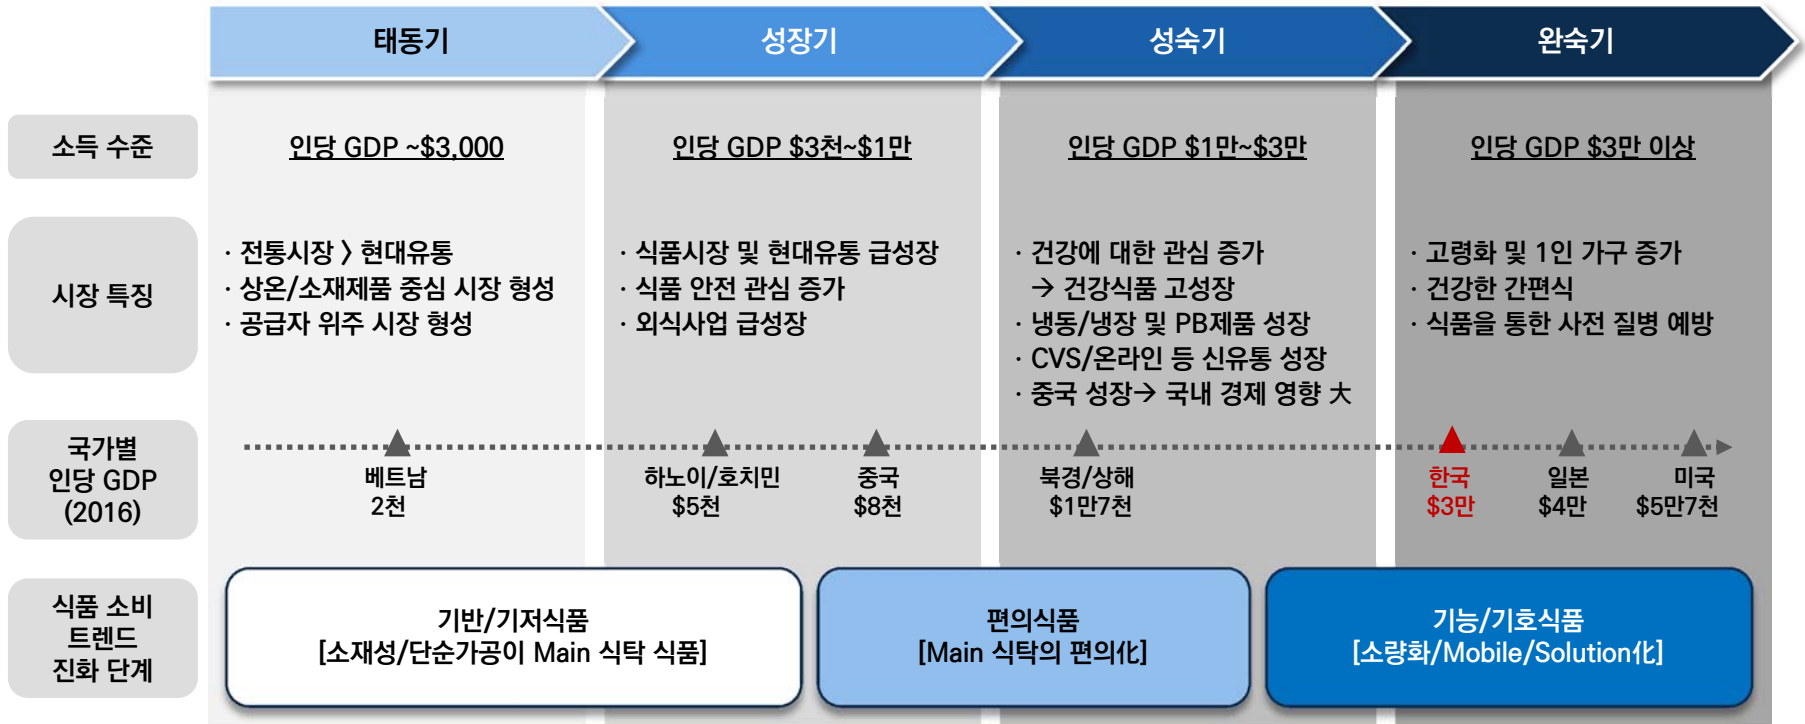 태동기
성장기
성숙기
완숙기
소득 수준
인당 GDP ~$3,000
인당 GDP $3천~$1만
인당 GDP $1만~$3만
인당 GDP $3만 이상
시장 특징
· 전통시장 > 현대유통
· 상온/소재제품 중심 시장 형성
· 공급자 위주 시장 형성
· 식품시장 및 현대유통 급성장
· 식품 안전 관심 증가
· 외식사업 급성장
· 건강에 대한 관심 증가
→ 건강식품 고성장
· 냉동/냉장 및 PB제품 성장
· CVS/온라인 등 신유통 성장
· 중국 성장→ 국내 경제 영향 大
· 고령화 및 1인 가구 증가
· 건강한 간편식
· 식품을 통한 사전 질병 예방
국가별
인당 GDP
(2016)
베트남
2천
하노이/호치민
$5천
중국
$8천
북경/상해
$1만7천
한국
$3만
일본
$4만
미국
$5만7천
식품 소비
트렌드
진화 단계
기반/기저식품
[소재성/단순가공이 Main 식탁 식품]
편의식품
[Main 식탁의 편의化]
기능/기호식품
[소량화/Mobile/Solution化]